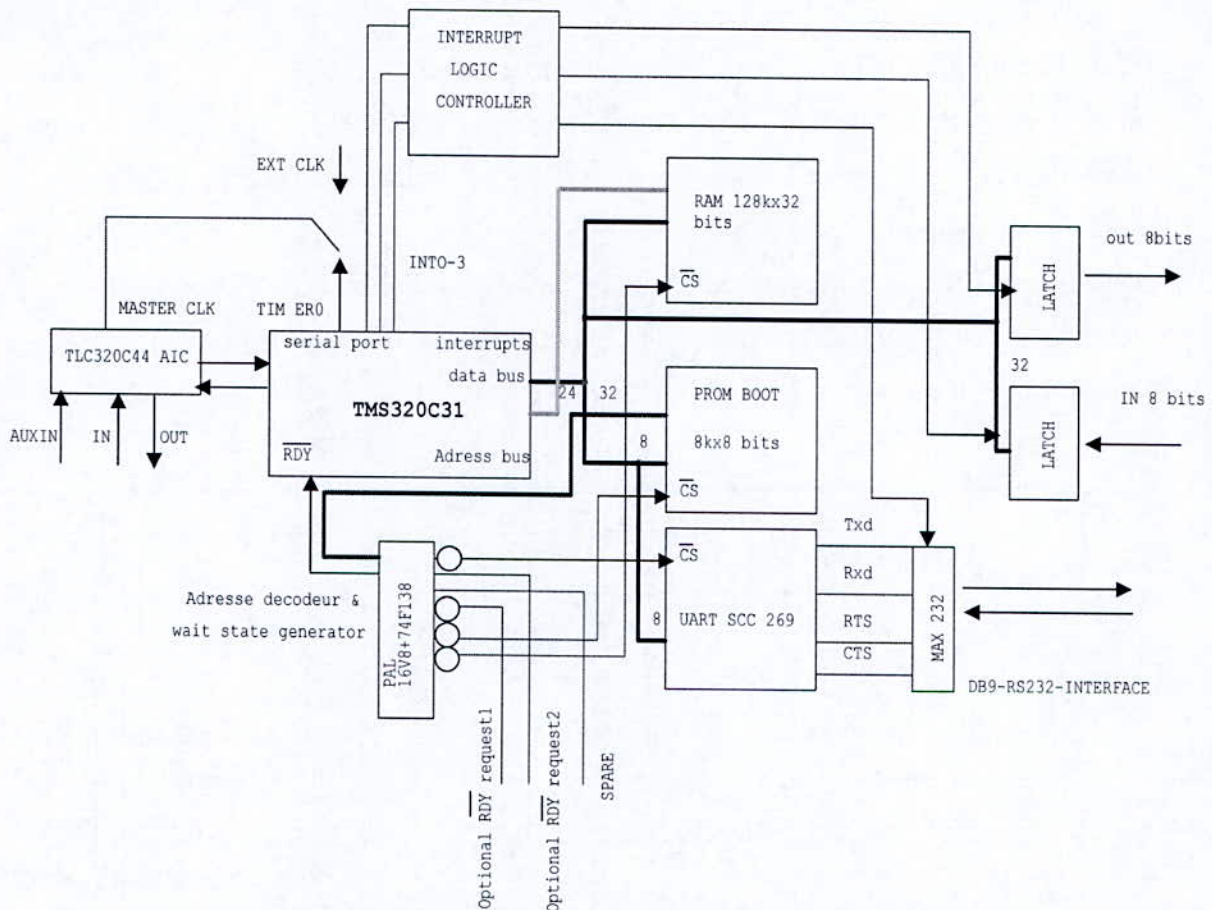 INTERRUPT
LOGIC
CONTROLLER
EXT CLK
RAM 128kx32
bits
CS
INTO-3
MASTER CLK
TIM ER0
LATCH
out 8bits
TLC320C44 AIC
serial port
interrupts
data bus
TMS320C31
24
32
32
PROM BOOT
8kx8 bits
8
CS
LATCH
IN 8 bits
AUXIN
IN
OUT
RDY
Adress bus
Adresse decodeur &
wait state generator
PAL
16V8+74F138
CS
8
UART SCC 269
Txd
Rxd
RTS
CTS
MAX 232
DB9-RS232-INTERFACE
Optional RDY request1
Optional RDY request2
SPARE